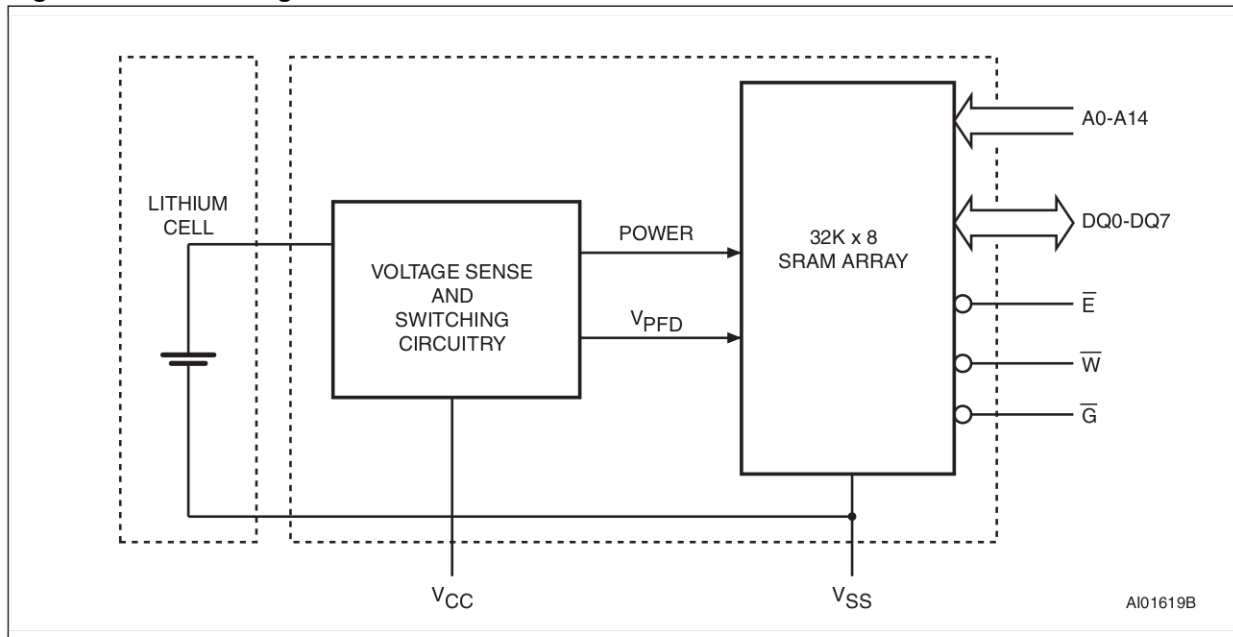 LITHIUM
CELL
VOLTAGE SENSE
AND
SWITCHING
CIRCUITRY
POWER
VPFD
32K x 8
SRAM ARRAY
A0-A14
DQ0-DQ7
E̅
W̅
G̅
VCC
VSS
AI01619B